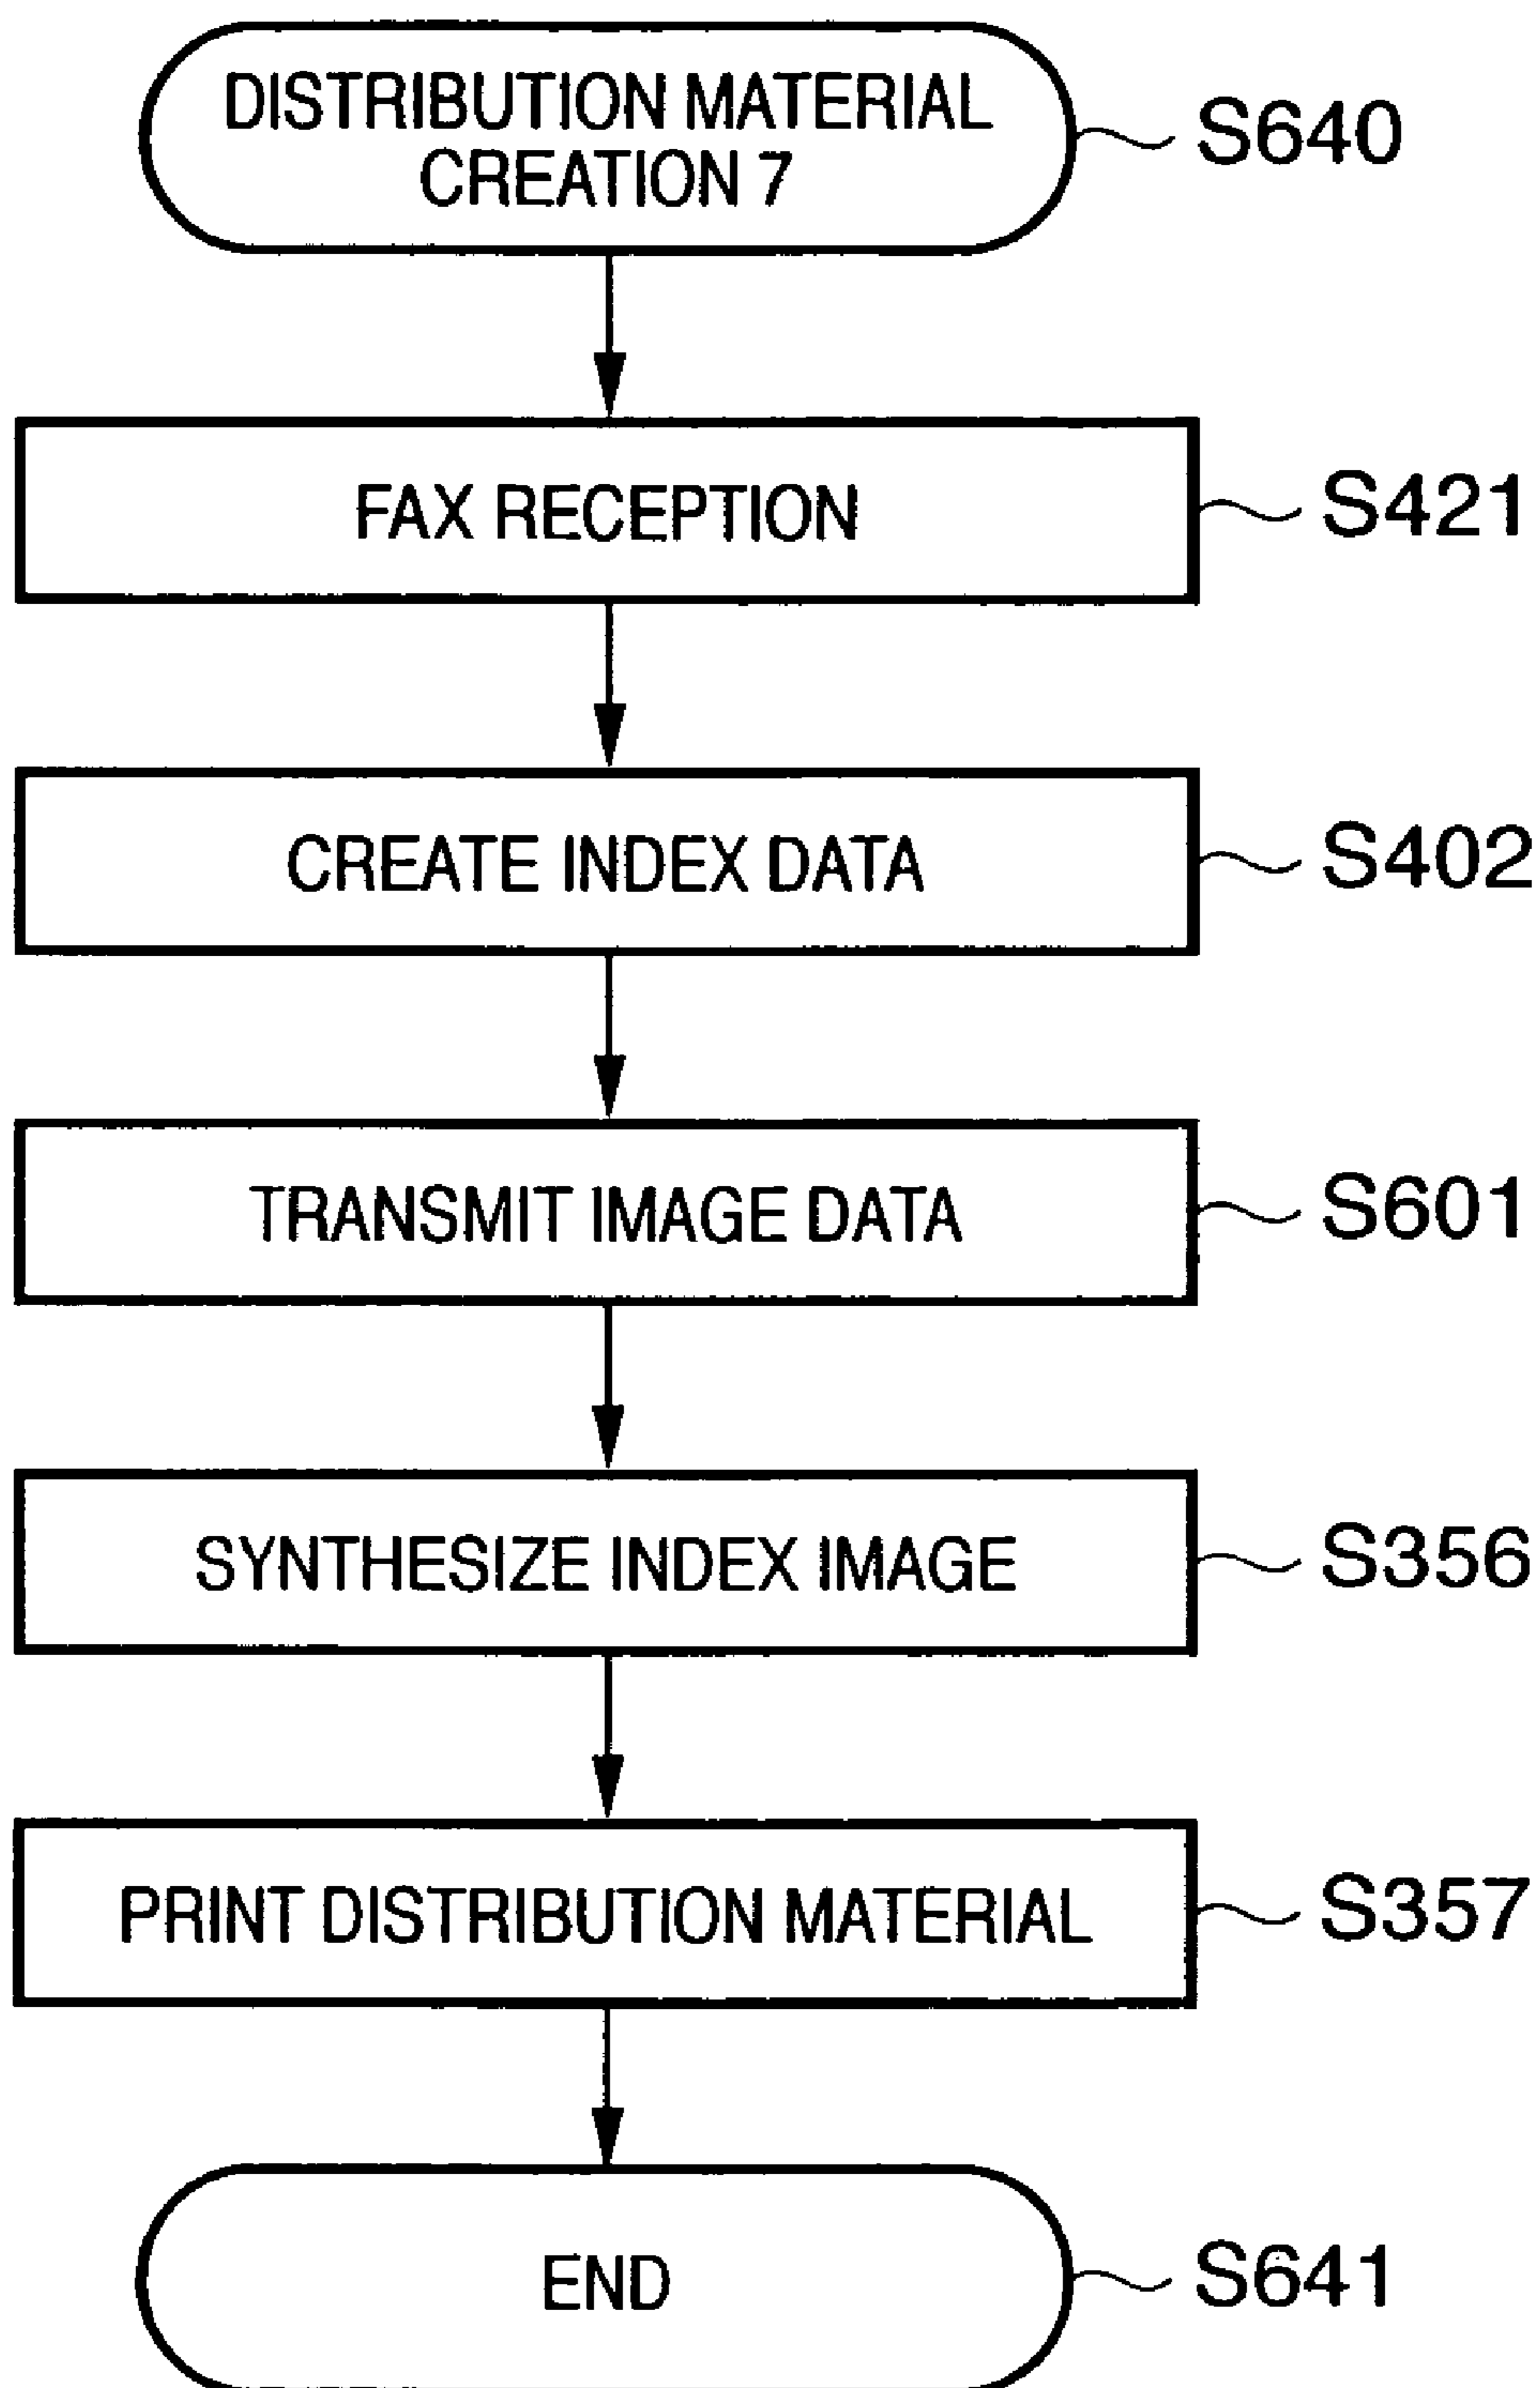 DISTRIBUTION MATERIAL
CREATION 7
S640
FAX RECEPTION
S421
CREATE INDEX DATA
S402
TRANSMIT IMAGE DATA
S601
SYNTHESIZE INDEX IMAGE
S356
PRINT DISTRIBUTION MATERIAL
S357
END
S641